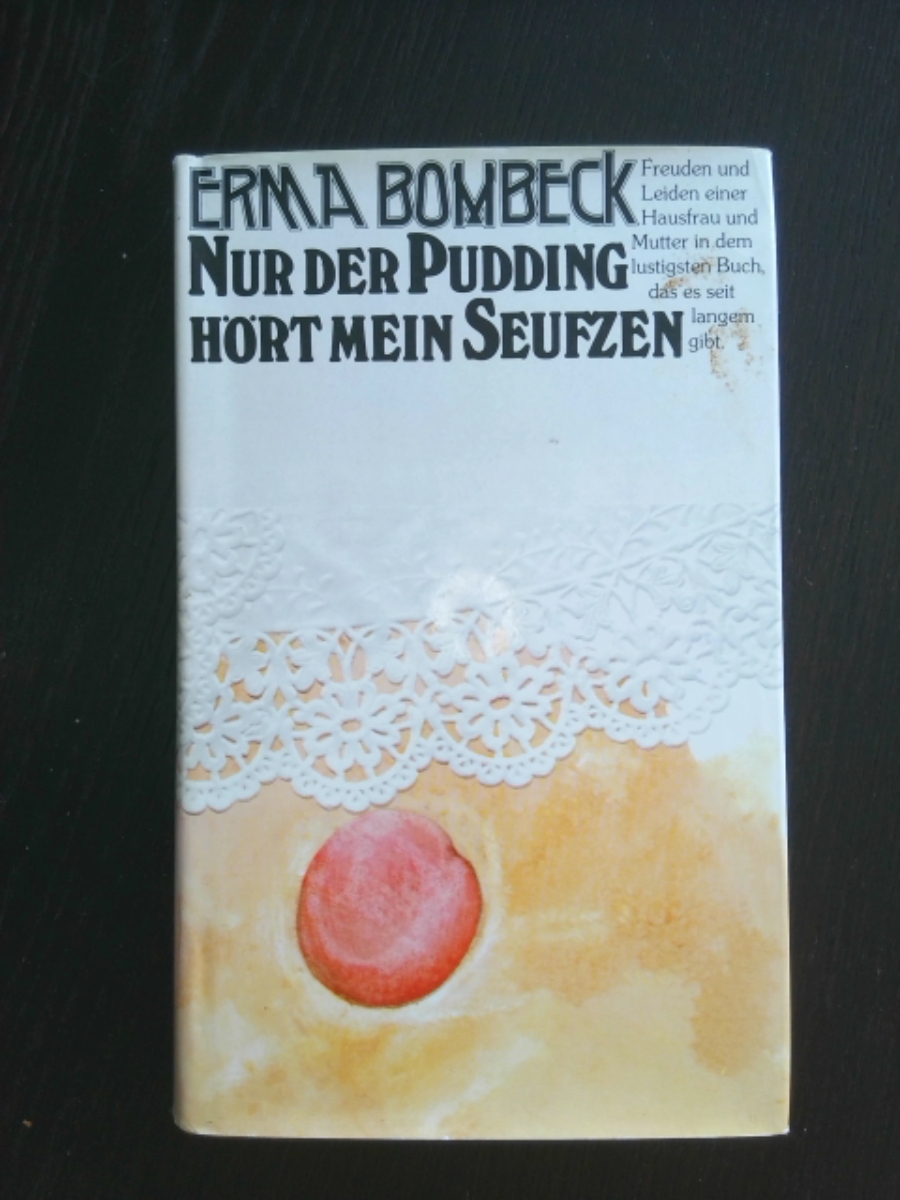 ERMA BOMBECK
NUR DER PUDDING
HÖRT MEIN SEUFZEN
Freuden und
Leiden einer
Hausfrau und
Mutter in dem
lustigsten Buch,
das es seit
langem
gibt.